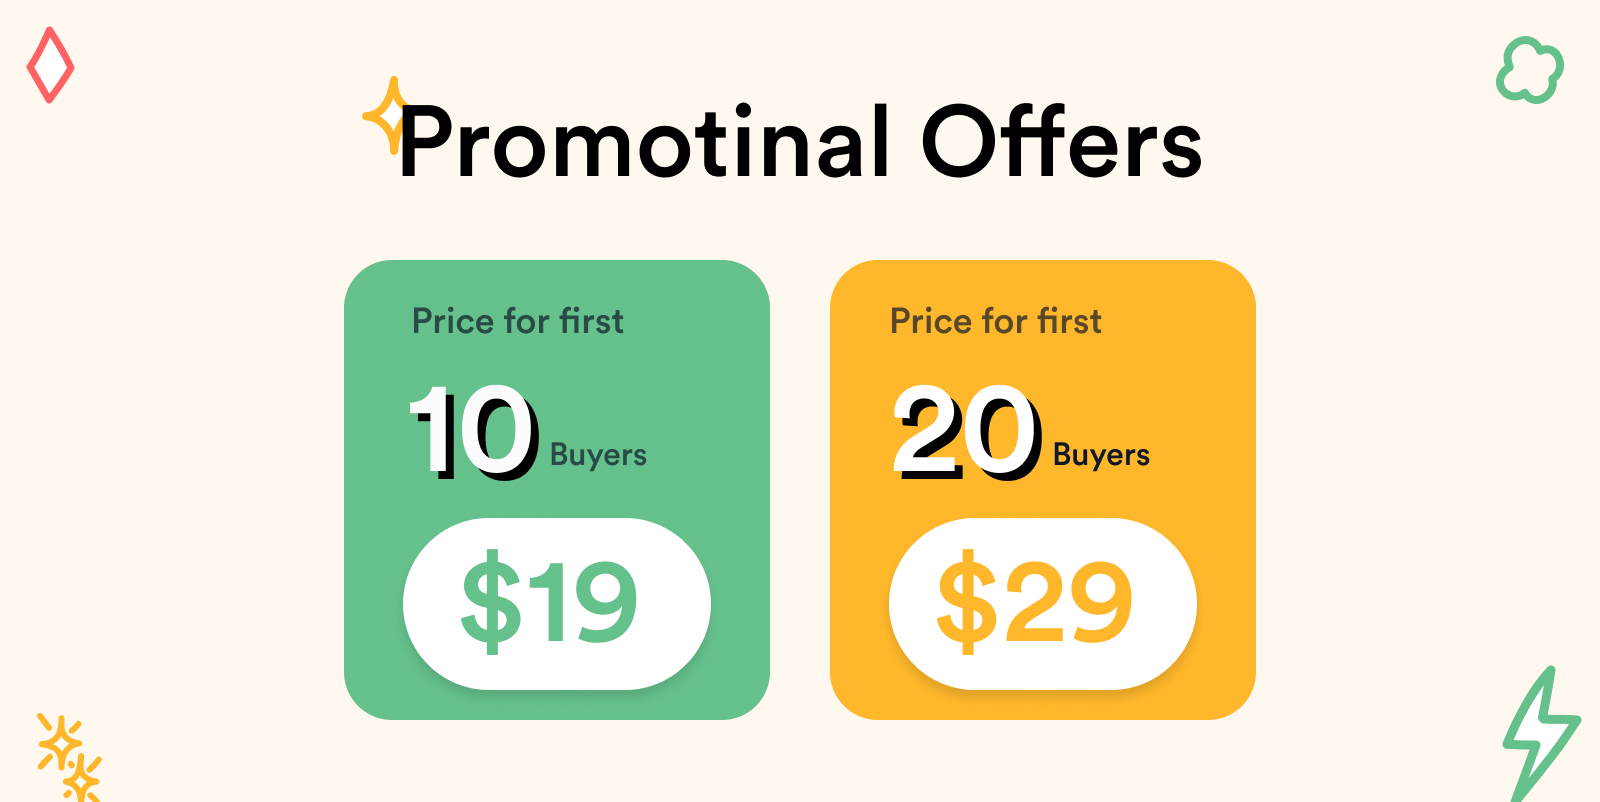 Promotinal Offers
Price for first
10 Buyers
$19
Price for first
20 Buyers
$29